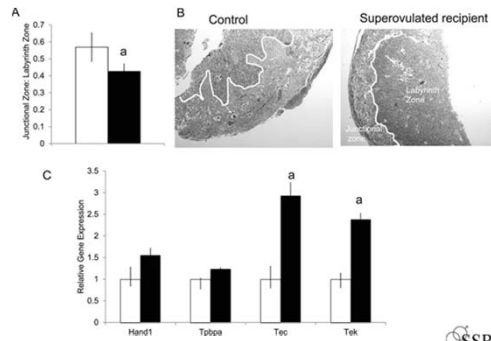 A
Junctional Zone: Labyrinth Zone
0.7
0.6
0.5
0.4
0.3
0.2
0.1
0
a
B
Control
Superovulated recipient
Labyrinth
Zone
Junctional
zone
C
Relative Gene Expression
3.5
3
2.5
2
1.5
1
0.5
0
a
a
Hand1
Tpbpa
Tec
Tek
SSR